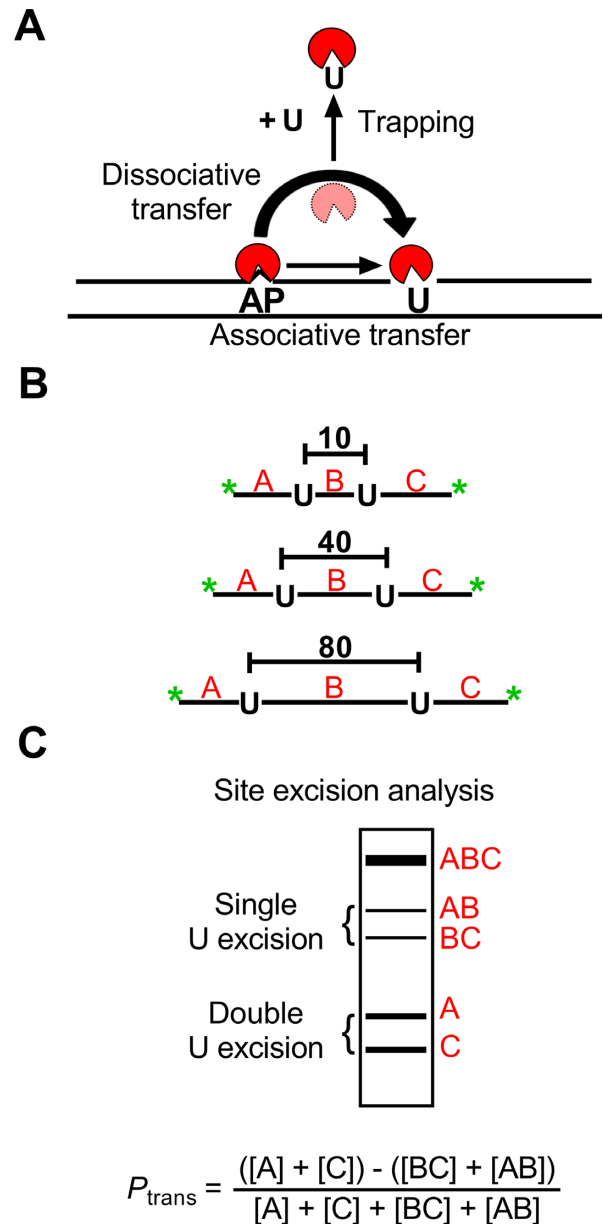 A
U
+ U Trapping
Dissociative
transfer
AP U
Associative transfer
B
10
* A U B U C *
40
* A U B U C *
80
* A U B U C *
C
Site excision analysis
ABC
Single
U excision
{
AB
BC
Double
U excision
{
A
C
Ptrans = (([A] + [C]) - ([BC] + [AB])) / ([A] + [C] + [BC] + [AB])